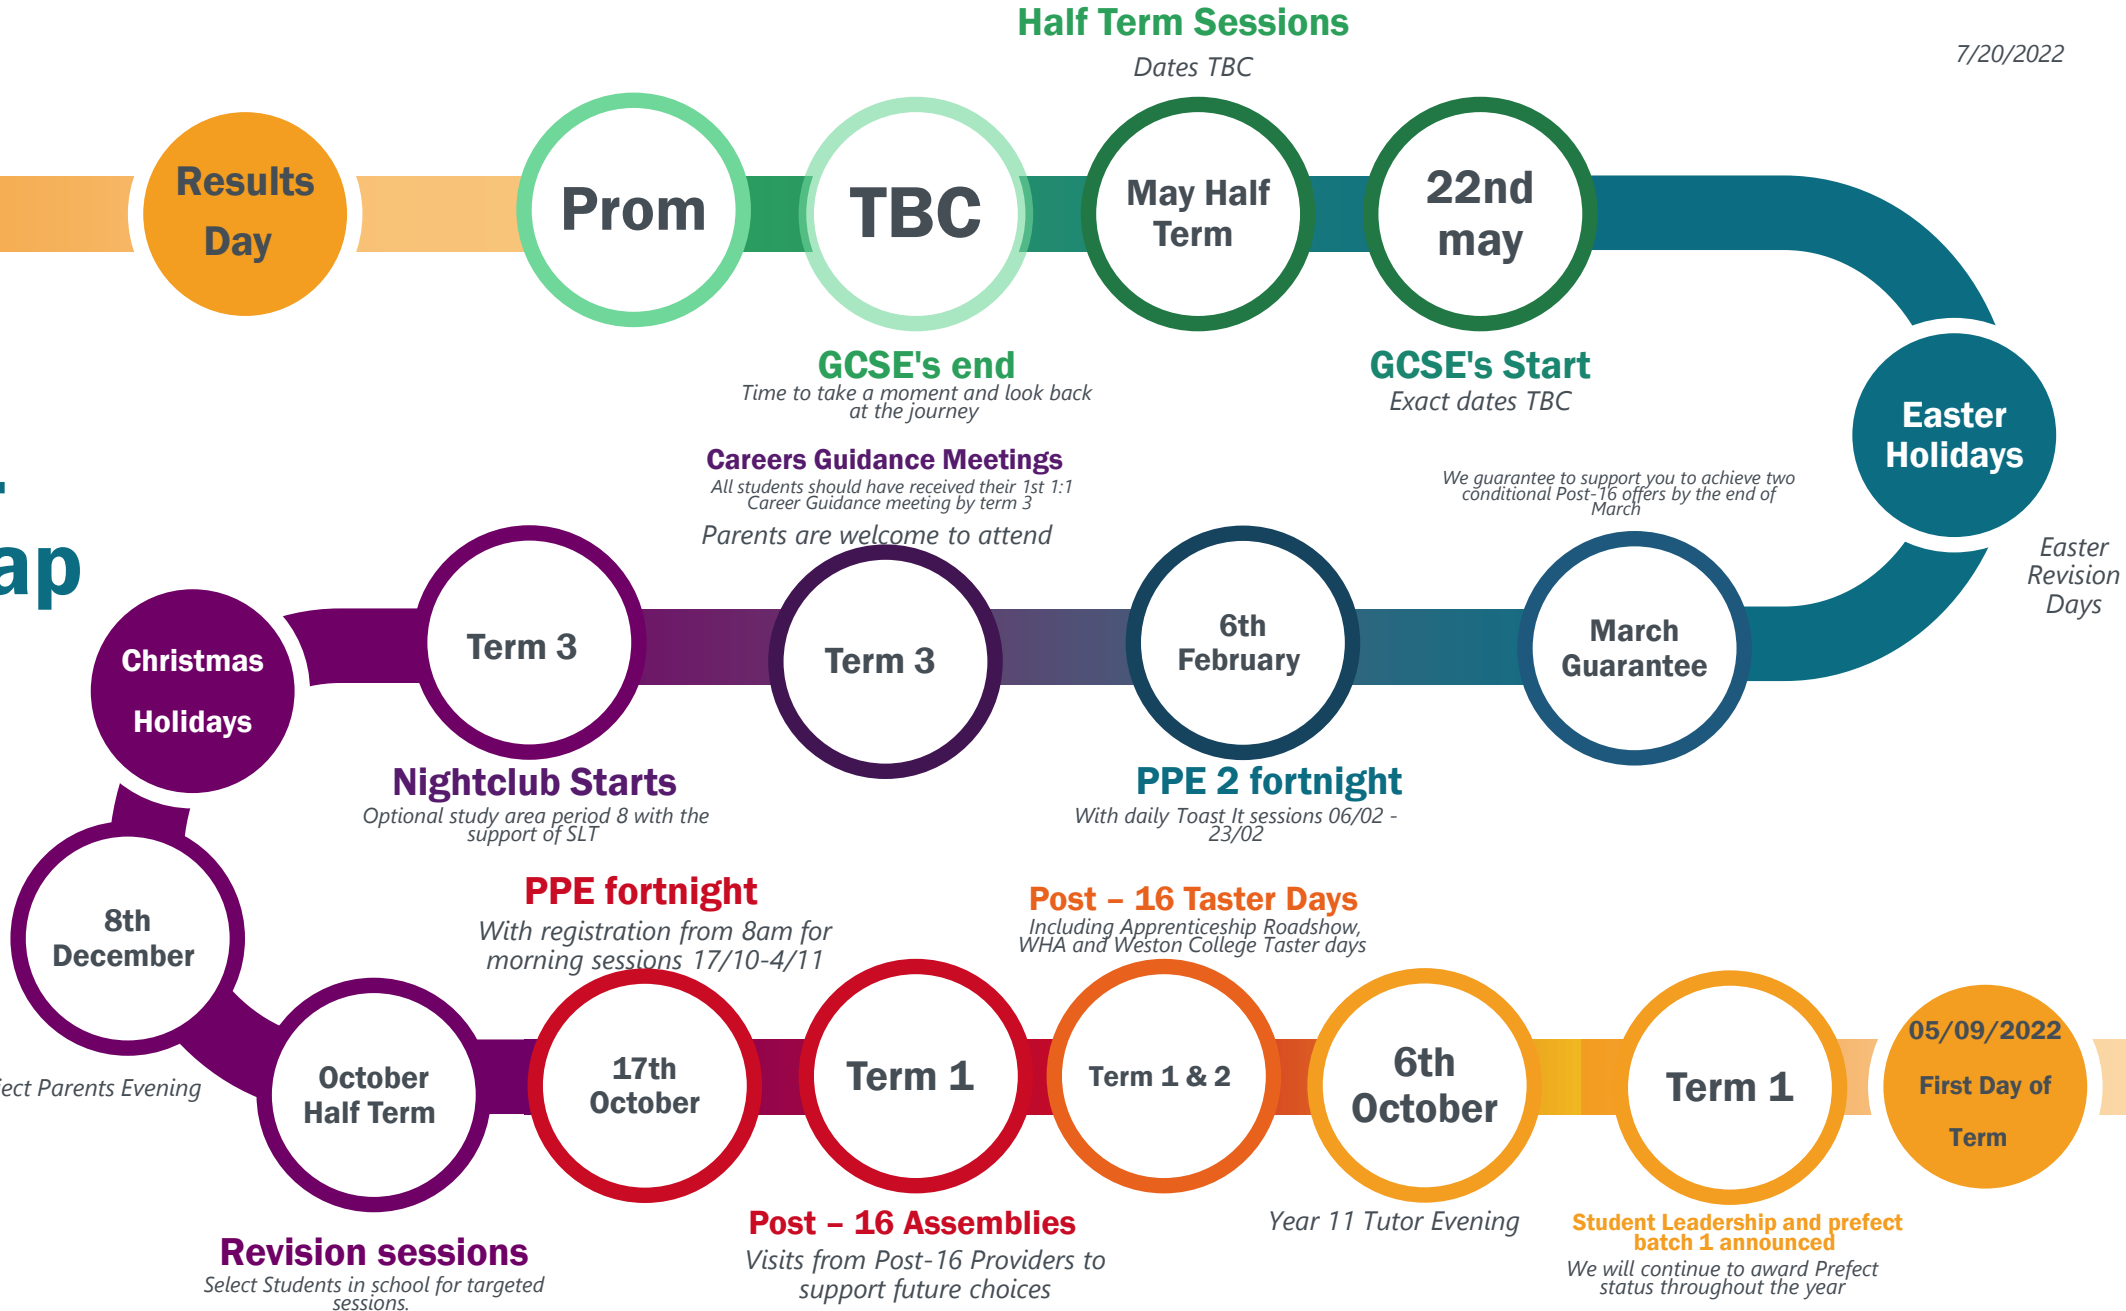 Half Term Sessions
Dates TBC
7/20/2022
Results
Day
Prom
TBC
May Half
Term
22nd
may
GCSE's end
Time to take a moment and look back
at the journey
GCSE's Start
Exact dates TBC
Easter
Holidays
Easter
Revision
Days
Careers Guidance Meetings
All students should have received their 1st 1:1
Career Guidance meeting by term 3
Parents are welcome to attend
We guarantee to support you to achieve two
conditional Post-16 offers by the end of
March
ap
Christmas
Holidays
Term 3
Term 3
6th
February
March
Guarantee
Nightclub Starts
Optional study area period 8 with the
support of SLT
PPE 2 fortnight
With daily Toast It sessions 06/02 -
23/02
8th
December
ect Parents Evening
PPE fortnight
With registration from 8am for
morning sessions 17/10-4/11
Post – 16 Taster Days
Including Apprenticeship Roadshow,
WHA and Weston College Taster days
October
Half Term
17th
October
Term 1
Term 1 & 2
6th
October
Term 1
05/09/2022
First Day of
Term
Revision sessions
Select Students in school for targeted
sessions.
Post – 16 Assemblies
Visits from Post-16 Providers to
support future choices
Year 11 Tutor Evening
Student Leadership and prefect
batch 1 announced
We will continue to award Prefect
status throughout the year